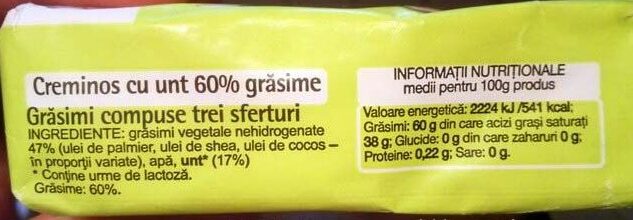 Creminos cu unt 60% grăsime
Grăsimi compuse trei sferturi
INGREDIENTE: grăsimi vegetale nehidrogenate
47% (ulei de palmier, ulei de shea, ulei de cocos –
în proporții variate), apă, unt* (17%)
* Conține urme de lactoză.
Grăsime: 60%.
INFORMAȚII NUTRIȚIONALE
medii pentru 100g produs
Valoare energetică: 2224 kJ /541 kcal;
Grăsimi: 60 g din care acizi grași saturați
38 g; Glucide: 0 g din care zaharuri 0 g;
Proteine: 0,22 g; Sare: 0 g.